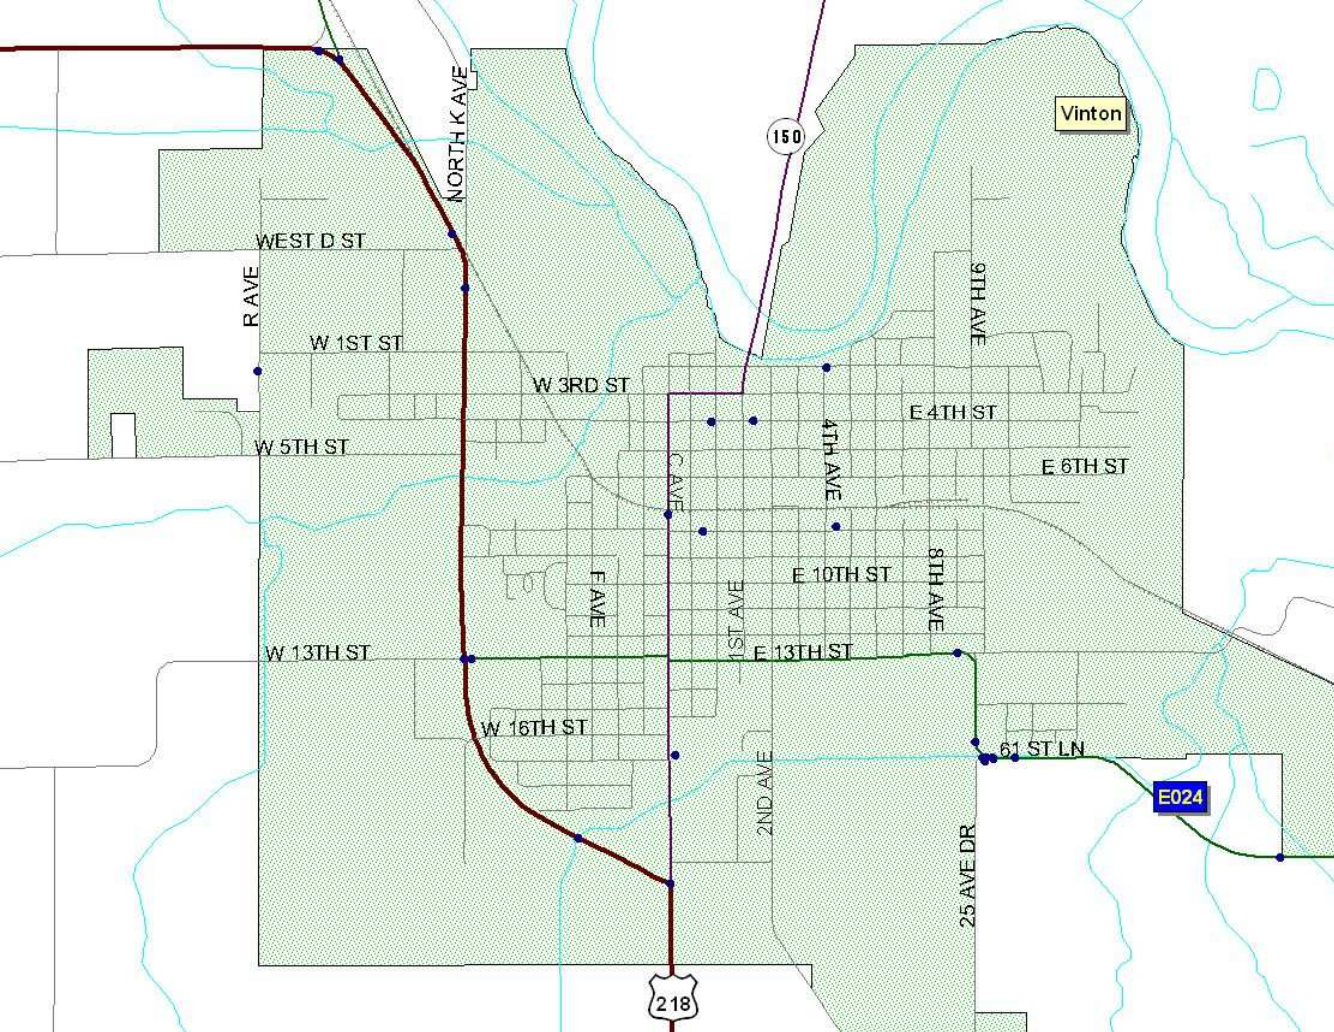 NORTH K AVE
Vinton
150
WEST D ST
R AVE
9TH AVE
W 1ST ST
W 3RD ST
E 4TH ST
W 5TH ST
4TH AVE
C AVE
E 6TH ST
E 10TH ST
F AVE
1ST AVE
8TH AVE
W 13TH ST
E 13TH ST
W 16TH ST
61 ST LN
2ND AVE
E024
25 AVE DR
218